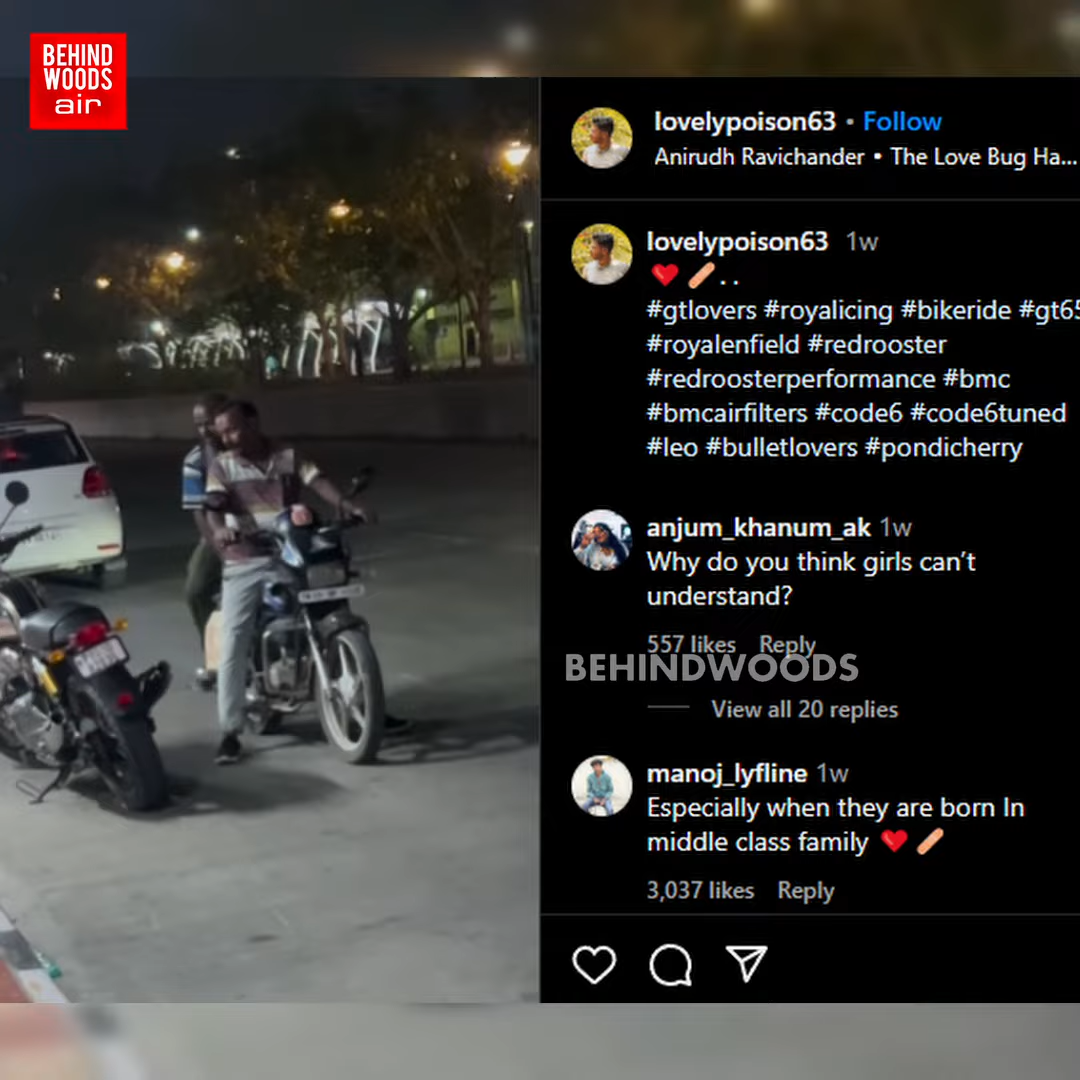 BEHIND
WOODS
air
lovelypoison63 • Follow
Anirudh Ravichander • The Love Bug Ha...
lovelypoison63 1w
❤️🩹..
#gtlovers #royalicing #bikeride #gt65
#royalenfield #redrooster
#redroosterperformance #bmc
#bmcairfilters #code6 #code6tuned
#leo #bulletlovers #pondicherry
anjum_khanum_ak 1w
Why do you think girls can’t
understand?
557 likes Reply
BEHINDWOODS
View all 20 replies
manoj_lyfline 1w
Especially when they are born In
middle class family ❤️🩹
3,037 likes Reply